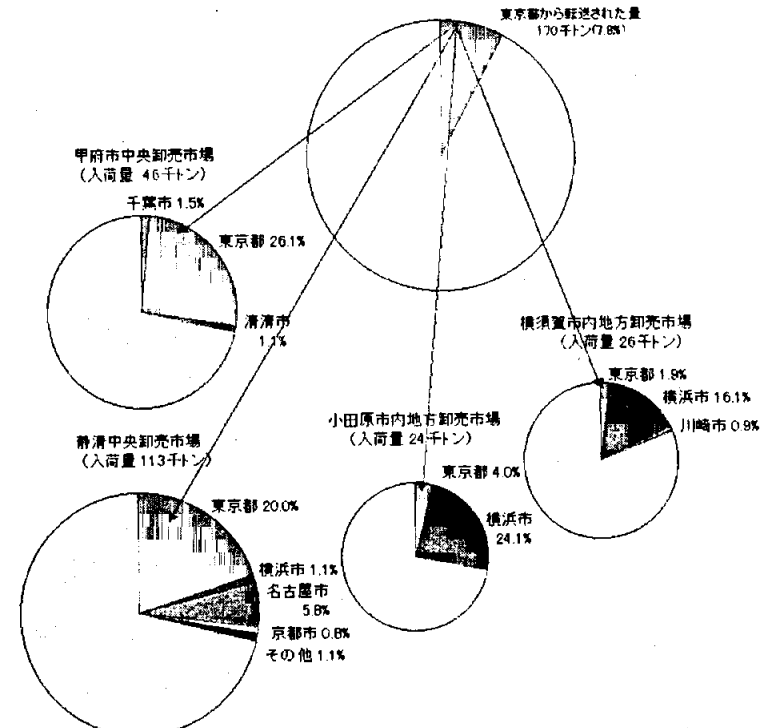 東京都から転送された量
170千トン(7.8%)
甲府市中央卸売市場
(入荷量 46千トン)
千葉市 1.5%
東京都 26.1%
清清市
1.1%
横須賀市内地方卸売市場
(入荷量 26千トン)
東京都 1.9%
横浜市 16.1%
川崎市 0.9%
小田原市内地方卸売市場
(入荷量 24千トン)
東京都 4.0%
横浜市
24.1%
静清中央卸売市場
(入荷量 113千トン)
東京都 20.0%
横浜市 1.1%
名古屋市
5.8%
京都市 0.8%
その他 1.1%